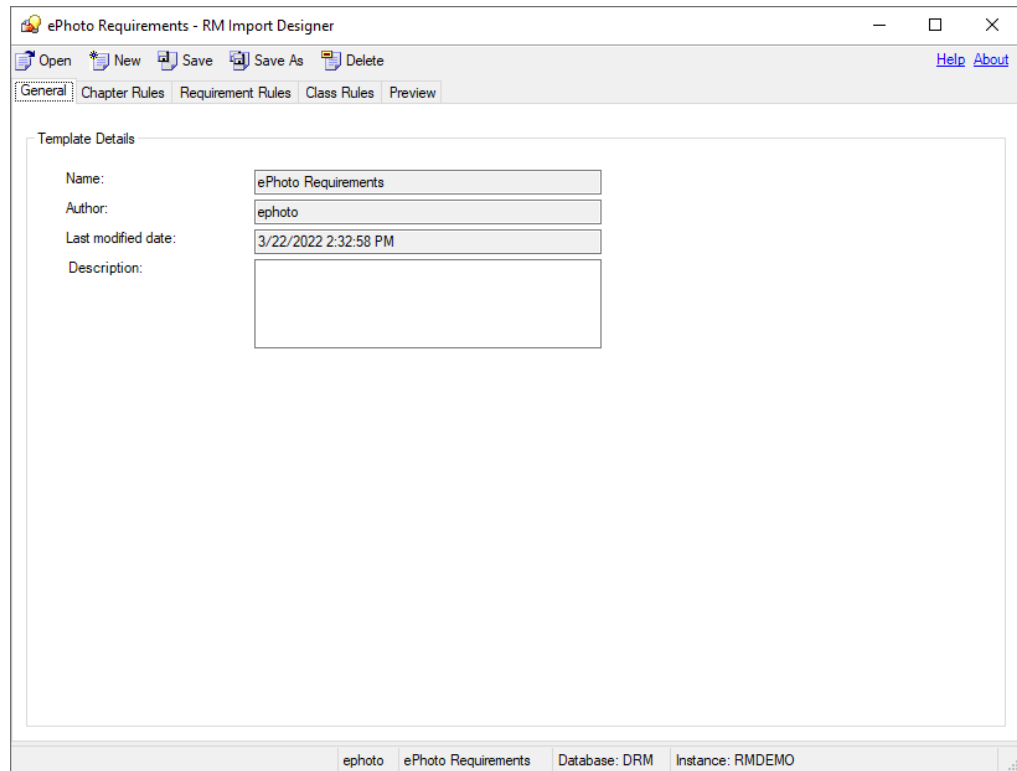 ePhoto Requirements - RM Import Designer
Open New Save Save As Delete Help About
General Chapter Rules Requirement Rules Class Rules Preview
Template Details
Name: ePhoto Requirements
Author: ephoto
Last modified date: 3/22/2022 2:32:58 PM
Description:
ephoto ePhoto Requirements Database: DRM Instance: RMDEMO